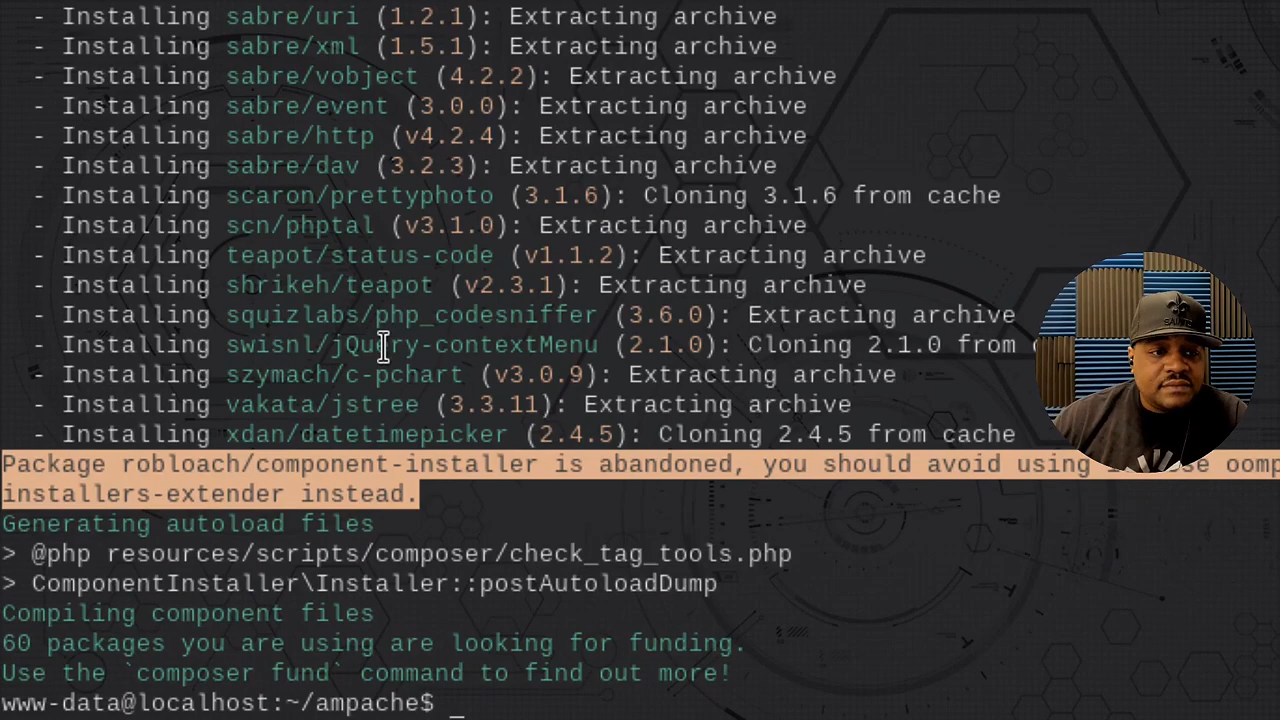 - Installing sabre/uri (1.2.1): Extracting archive
- Installing sabre/xml (1.5.1): Extracting archive
- Installing sabre/vobject (4.2.2): Extracting archive
- Installing sabre/event (3.0.0): Extracting archive
- Installing sabre/http (v4.2.4): Extracting archive
- Installing sabre/dav (3.2.3): Extracting archive
- Installing scaron/prettyphoto (3.1.6): Cloning 3.1.6 from cache
- Installing scn/phptal (v3.1.0): Extracting archive
- Installing teapot/status-code (v1.1.2): Extracting archive
- Installing shrikeh/teapot (v2.3.1): Extracting archive
- Installing squizlabs/php_codesniffer (3.6.0): Extracting archive
- Installing swisnl/jQuery-contextMenu (2.1.0): Cloning 2.1.0 from
- Installing szymach/c-pchart (v3.0.9): Extracting archive
- Installing vakata/jstree (3.3.11): Extracting archive
- Installing xdan/datetimepicker (2.4.5): Cloning 2.4.5 from cache
Package robloach/component-installer is abandoned, you should avoid using oomp
installers-extender instead.
Generating autoload files
> @php resources/scripts/composer/check_tag_tools.php
> ComponentInstaller\Installer::postAutoloadDump
Compiling component files
60 packages you are using are looking for funding.
Use the `composer fund` command to find out more!
www-data@localhost:~/ampache$ _